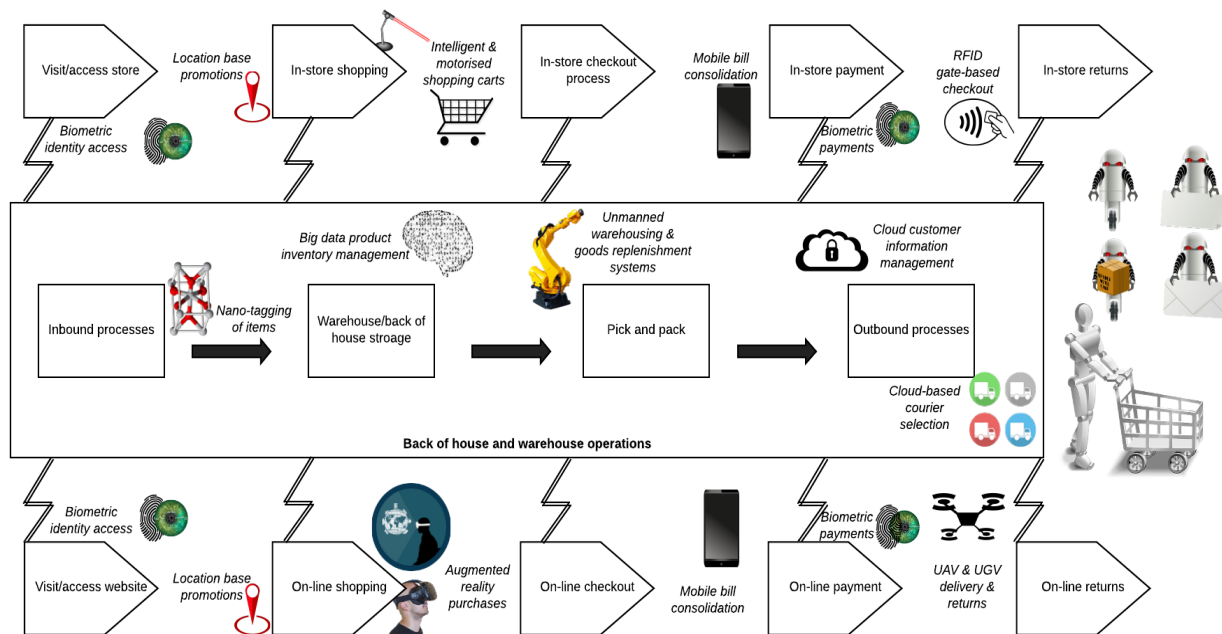 Visit/access store
Location base
promotions
In-store shopping
Intelligent &
motorised
shopping carts
In-store checkout
process
Mobile bill
consolidation
In-store payment
RFID
gate-based
checkout
In-store returns
Biometric
identity access
Biometric
payments
Big data product
inventory management
Unmanned
warehousing &
goods replenishment
systems
Cloud customer
information
management
Inbound processes
Nano-tagging
of items
Warehouse/back of
house stroage
Pick and pack
Outbound processes
Cloud-based
courier
selection
Back of house and warehouse operations
Biometric
identity access
Biometric
payments
Visit/access website
Location base
promotions
On-line shopping
Augmented
reality
purchases
On-line checkout
Mobile bill
consolidation
On-line payment
UAV & UGV
delivery &
returns
On-line returns